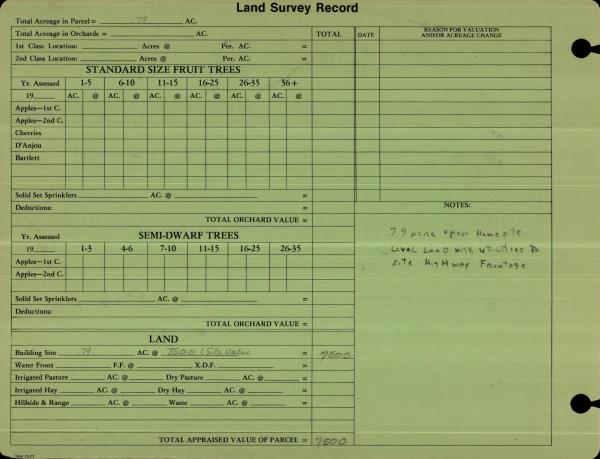 Land Survey Record
Total Acreage in Parcel = .79 AC.
Total Acreage in Orchards = AC. TOTAL DATE REASON FOR VALUATION AND/OR ACREAGE CHANGE
1st Class Location: Acres @ Per. AC. =
2nd Class Location: Acres @ Per. AC. =
STANDARD SIZE FRUIT TREES
Yr. Assessed 1-5 6-10 11-15 16-25 26-35 36+
19 AC. @ AC. @ AC. @ AC. @ AC. @ AC. @
Apples—1st C.
Apples—2nd C.
Cherries
D'Anjou
Bartlett
Solid Set Sprinklers AC. @ =
Deductions: =
TOTAL ORCHARD VALUE =
Yr. Assessed SEMI-DWARF TREES
19 1-3 4-6 7-10 11-15 16-25 26-35
Apples—1st C.
Apples—2nd C.
Solid Set Sprinklers AC. @ =
Deductions:
TOTAL ORCHARD VALUE =
LAND
Building Site .79 AC. @ 7500 (Site Value = 7500
Water Front F.F. @ X.D.F. =
Irrigated Pasture AC. @ Dry Pasture AC. @ =
Irrigated Hay AC. @ Dry Hay AC. @ =
Hillside & Range AC. @ Waste AC. @ =
TOTAL APPRAISED VALUE OF PARCEL = 7500
NOTES:
.79 acre open Homesite
Level Land with utilities to
site Highway Frontage